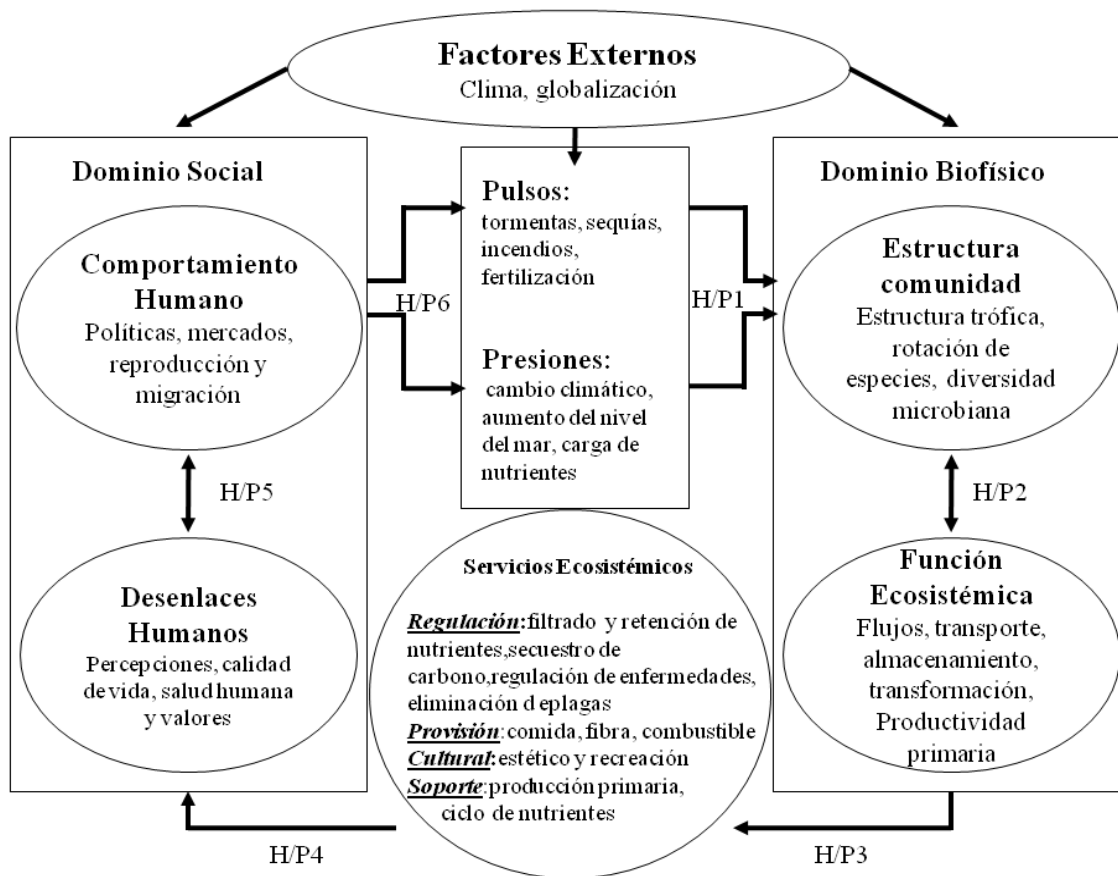 Factores Externos
Clima, globalización
Dominio Social
Comportamiento
Humano
Políticas, mercados,
reproducción y
migración
H/P5
Desenlaces
Humanos
Percepciones, calidad
de vida, salud humana
y valores
H/P6
Pulsos:
tormentas, sequías,
incendios,
fertilización
Presiones:
cambio climático,
aumento del nivel
del mar, carga de
nutrientes
H/P1
Dominio Biofísico
Estructura
comunidad
Estructura trófica,
rotación de
especies, diversidad
microbiana
H/P2
Función
Ecosistémica
Flujos, transporte,
almacenamiento,
transformación,
Productividad
primaria
Servicios Ecosistémicos
Regulación:filtrado y retención de
nutrientes,secuestro de
carbono,regulación de enfermedades,
eliminación d eplagas
Provisión:comida, fibra, combustible
Cultural:estético y recreación
Soporte:producción primaria,
ciclo de nutrientes
H/P4
H/P3